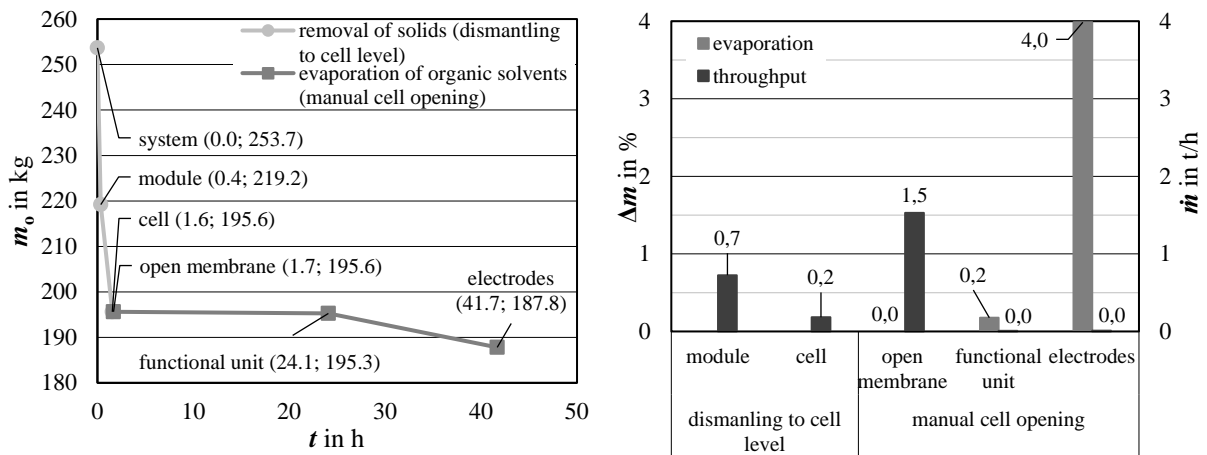 260
250
240
230
220
210
200
190
180
m₀ in kg
0
10
20
30
40
50
t in h
removal of solids (dismantling
to cell level)
evaporation of organic solvents
(manual cell opening)
system (0.0; 253.7)
module (0.4; 219.2)
cell (1.6; 195.6)
open membrane (1.7; 195.6)
electrodes
(41.7; 187.8)
functional unit (24.1; 195.3)
4
3
2
1
0
Δm in %
evaporation
throughput
0,7
0,2
0,0
1,5
0,2
0,0
4,0
0,0
4
3
2
1
0
ṁ in t/h
module
cell
open
membrane
functional
unit
electrodes
dismanling to cell
level
manual cell opening